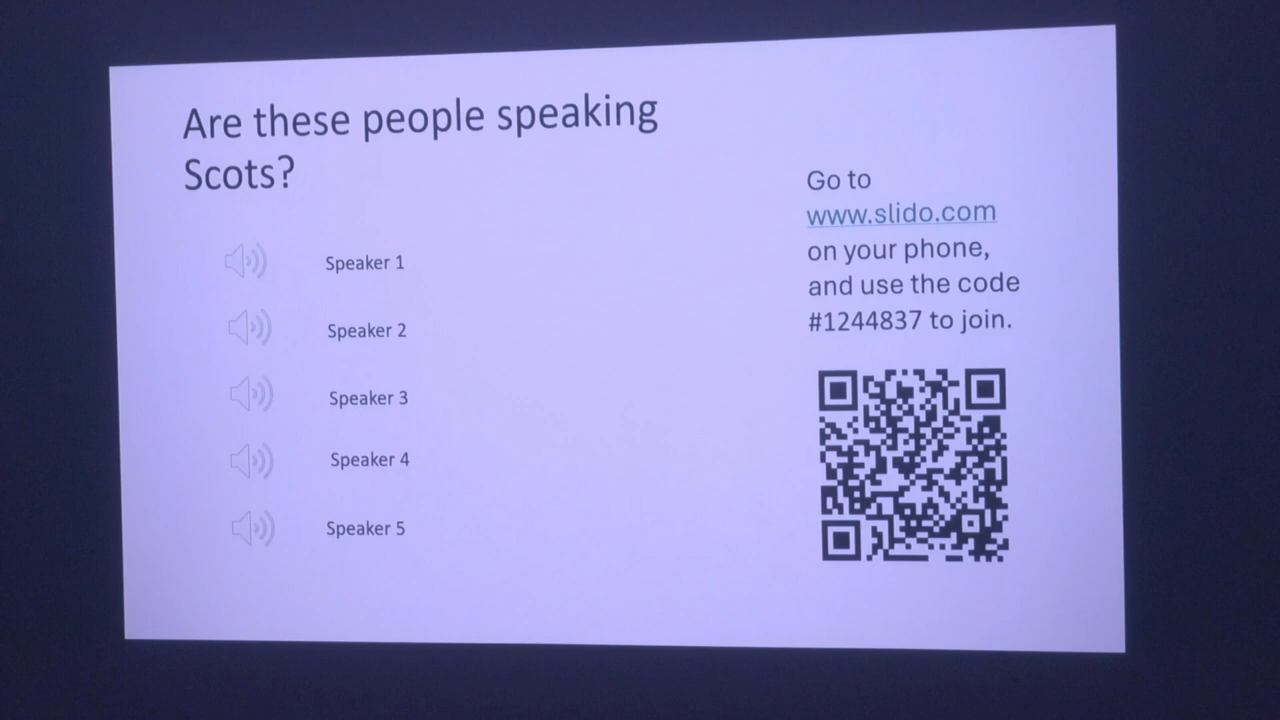 Are these people speaking
Scots?
Speaker 1
Speaker 2
Speaker 3
Speaker 4
Speaker 5
Go to
www.slido.com
on your phone,
and use the code
#1244837 to join.